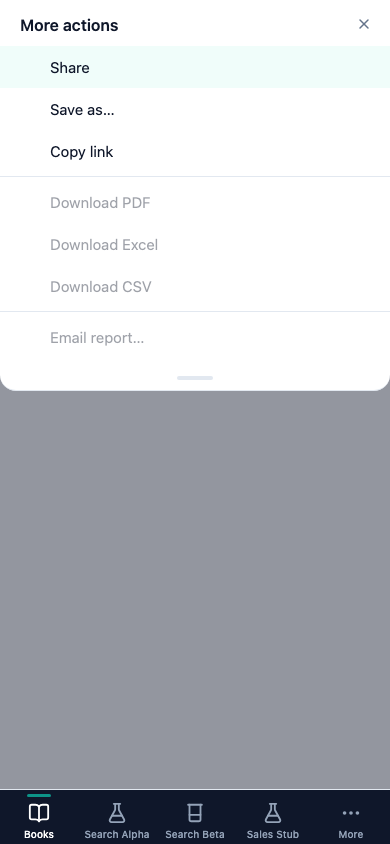 More actions
Share
Save as...
Copy link
Download PDF
Download Excel
Download CSV
Email report...
Books
Search Alpha
Search Beta
Sales Stub
More